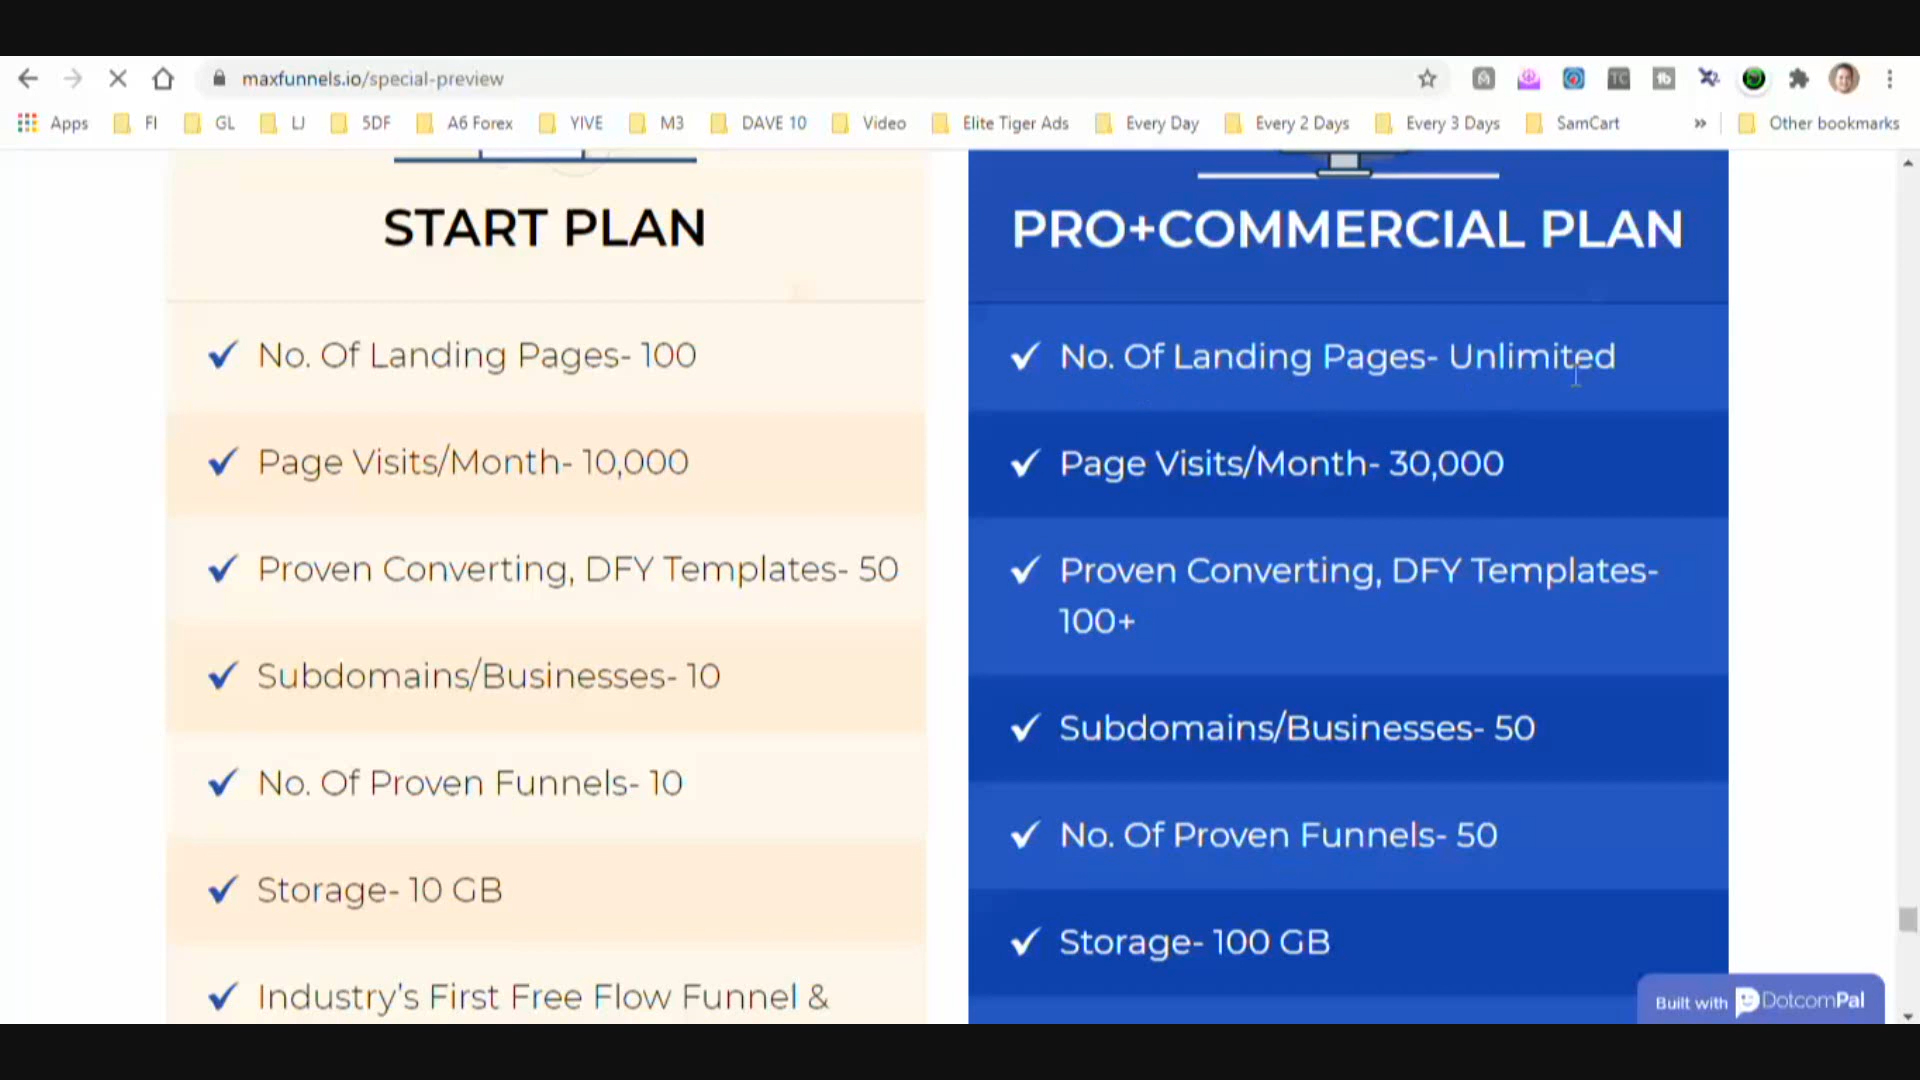 maxfunnels.io/special-preview
Apps FI GL LJ 5DF A6 Forex YIVE M3 DAVE 10 Video Elite Tiger Ads Every Day Every 2 Days Every 3 Days SamCart » Other bookmarks
START PLAN
No. Of Landing Pages- 100
Page Visits/Month- 10,000
Proven Converting, DFY Templates- 50
Subdomains/Businesses- 10
No. Of Proven Funnels- 10
Storage- 10 GB
Industry's First Free Flow Funnel &
PRO+COMMERCIAL PLAN
No. Of Landing Pages- Unlimited
Page Visits/Month- 30,000
Proven Converting, DFY Templates-
100+
Subdomains/Businesses- 50
No. Of Proven Funnels- 50
Storage- 100 GB
Built with DotcomPal